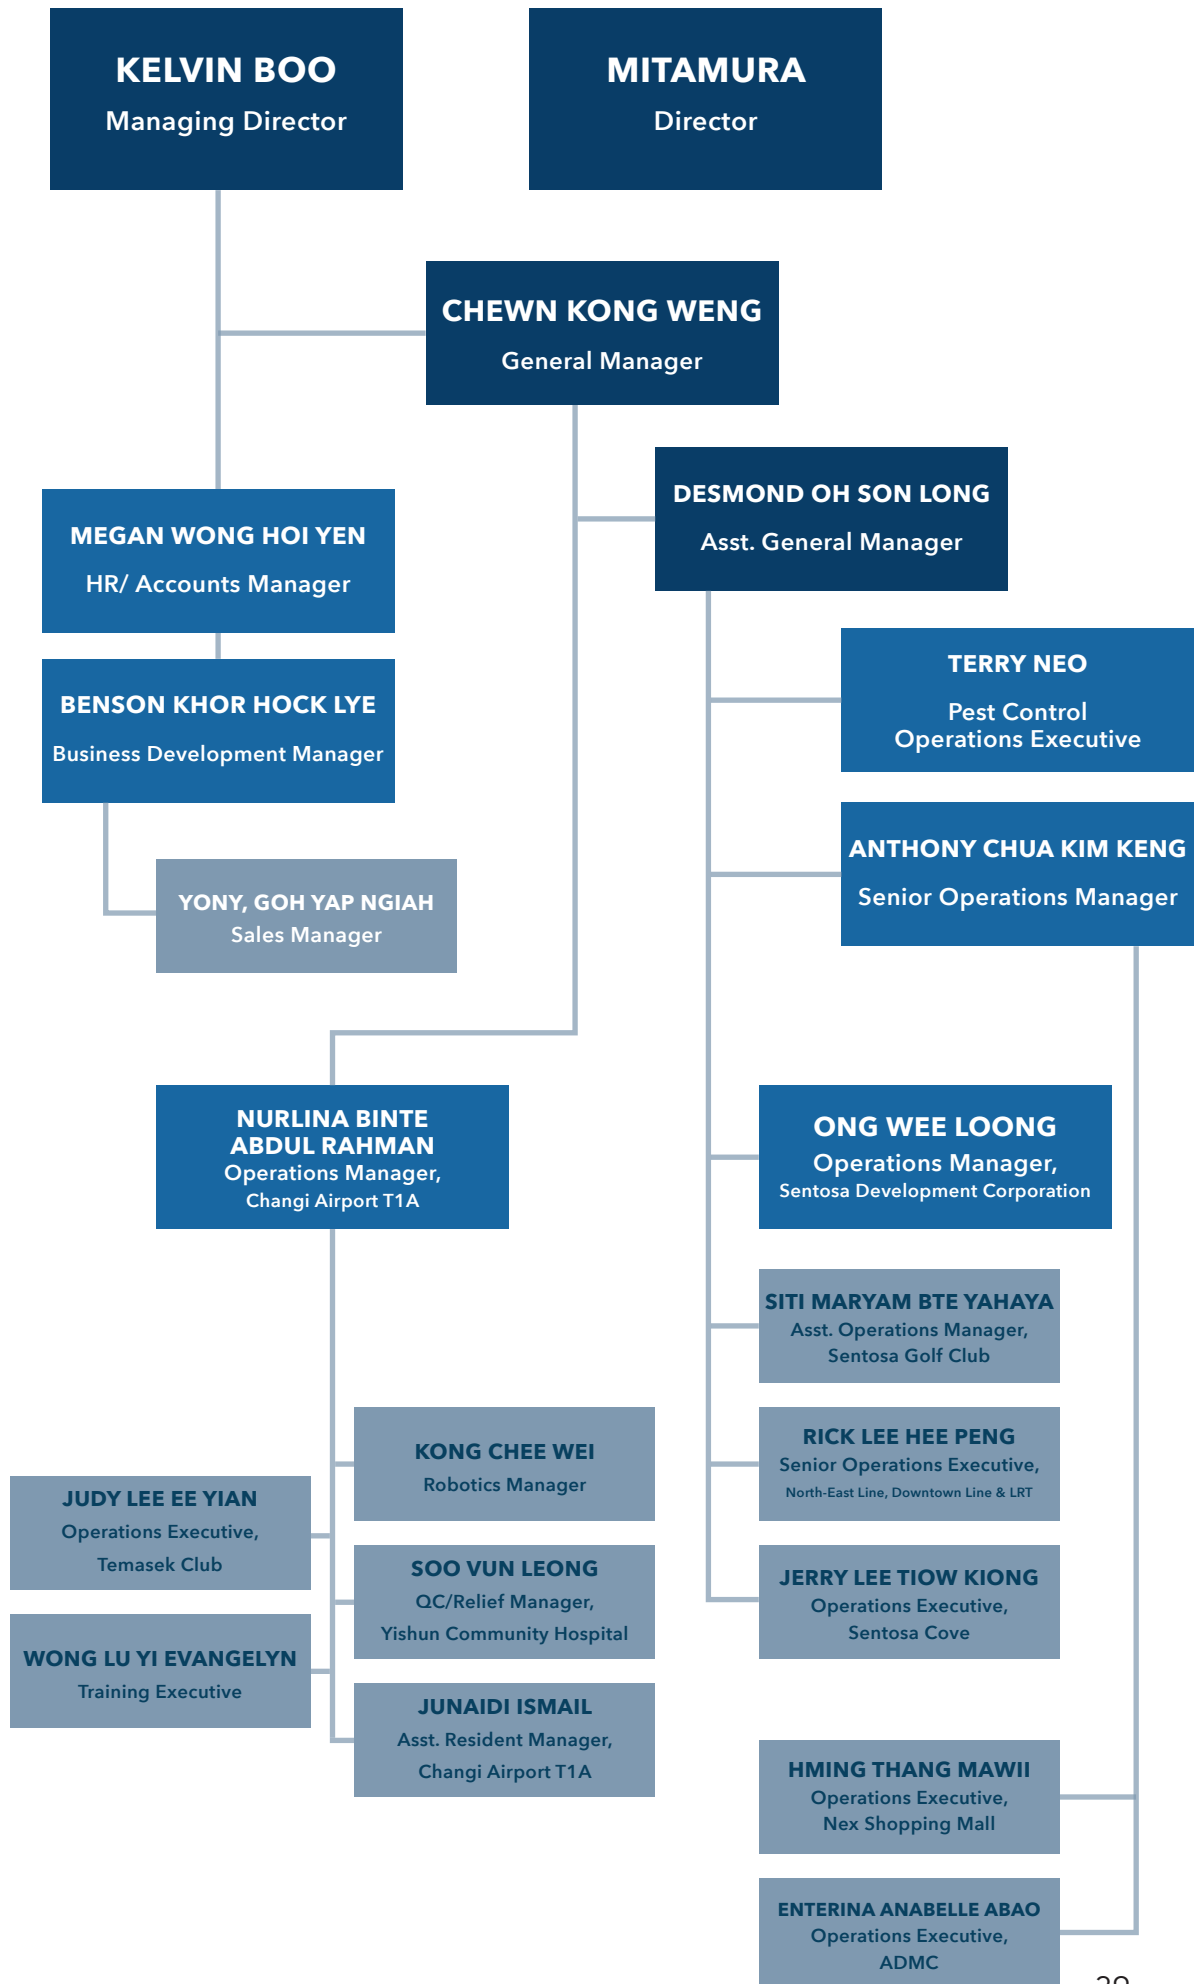 KELVIN BOO
Managing Director
MITAMURA
Director
CHEWN KONG WENG
General Manager
DESMOND OH SON LONG
Asst. General Manager
MEGAN WONG HOI YEN
HR/ Accounts Manager
BENSON KHOR HOCK LYE
Business Development Manager
YONY, GOH YAP NGIAH
Sales Manager
TERRY NEO
Pest Control
Operations Executive
ANTHONY CHUA KIM KENG
Senior Operations Manager
NURLINA BINTE
ABDUL RAHMAN
Operations Manager,
Changi Airport T1A
ONG WEE LOONG
Operations Manager,
Sentosa Development Corporation
SITI MARYAM BTE YAHAYA
Asst. Operations Manager,
Sentosa Golf Club
RICK LEE HEE PENG
Senior Operations Executive,
North-East Line, Downtown Line & LRT
JERRY LEE TIOW KIONG
Operations Executive,
Sentosa Cove
KONG CHEE WEI
Robotics Manager
JUDY LEE EE YIAN
Operations Executive,
Temasek Club
SOO VUN LEONG
QC/Relief Manager,
Yishun Community Hospital
WONG LU YI EVANGELYN
Training Executive
JUNAIDI ISMAIL
Asst. Resident Manager,
Changi Airport T1A
HMING THANG MAWII
Operations Executive,
Nex Shopping Mall
ENTERINA ANABELLE ABAO
Operations Executive,
ADMC